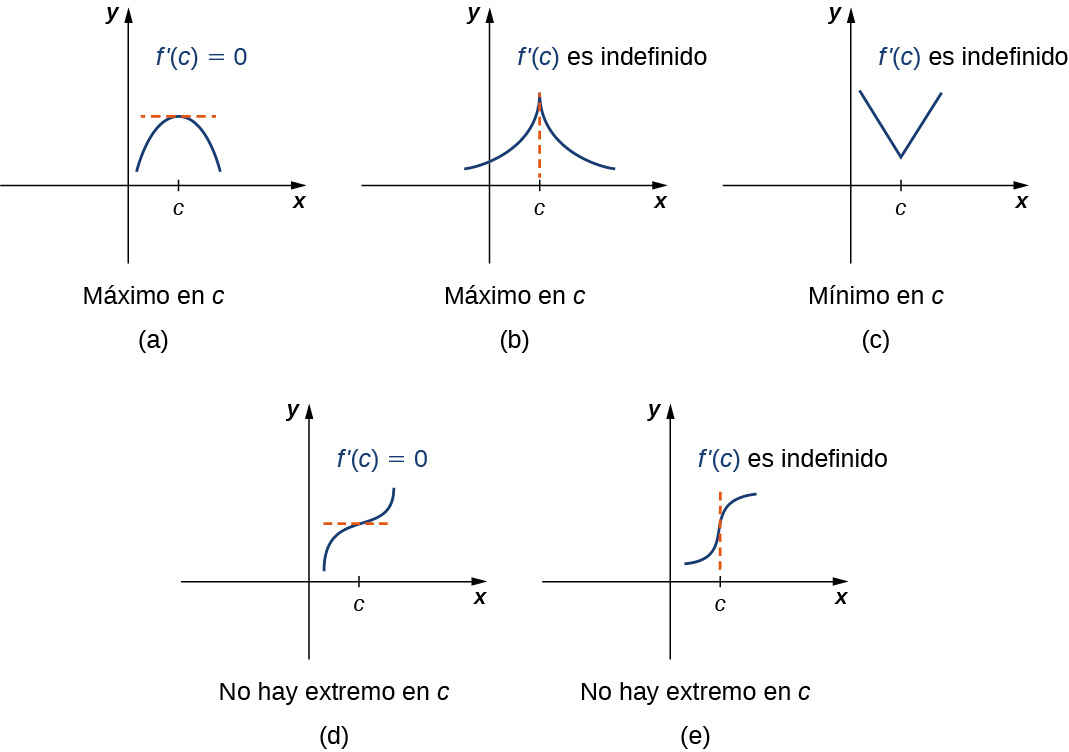 y
f′(c) = 0
x
c
Máximo en c
(a)
y
f′(c) es indefinido
x
c
Máximo en c
(b)
y
f′(c) es indefinido
x
c
Mínimo en c
(c)
y
f′(c) = 0
x
c
No hay extremo en c
(d)
y
f′(c) es indefinido
x
c
No hay extremo en c
(e)